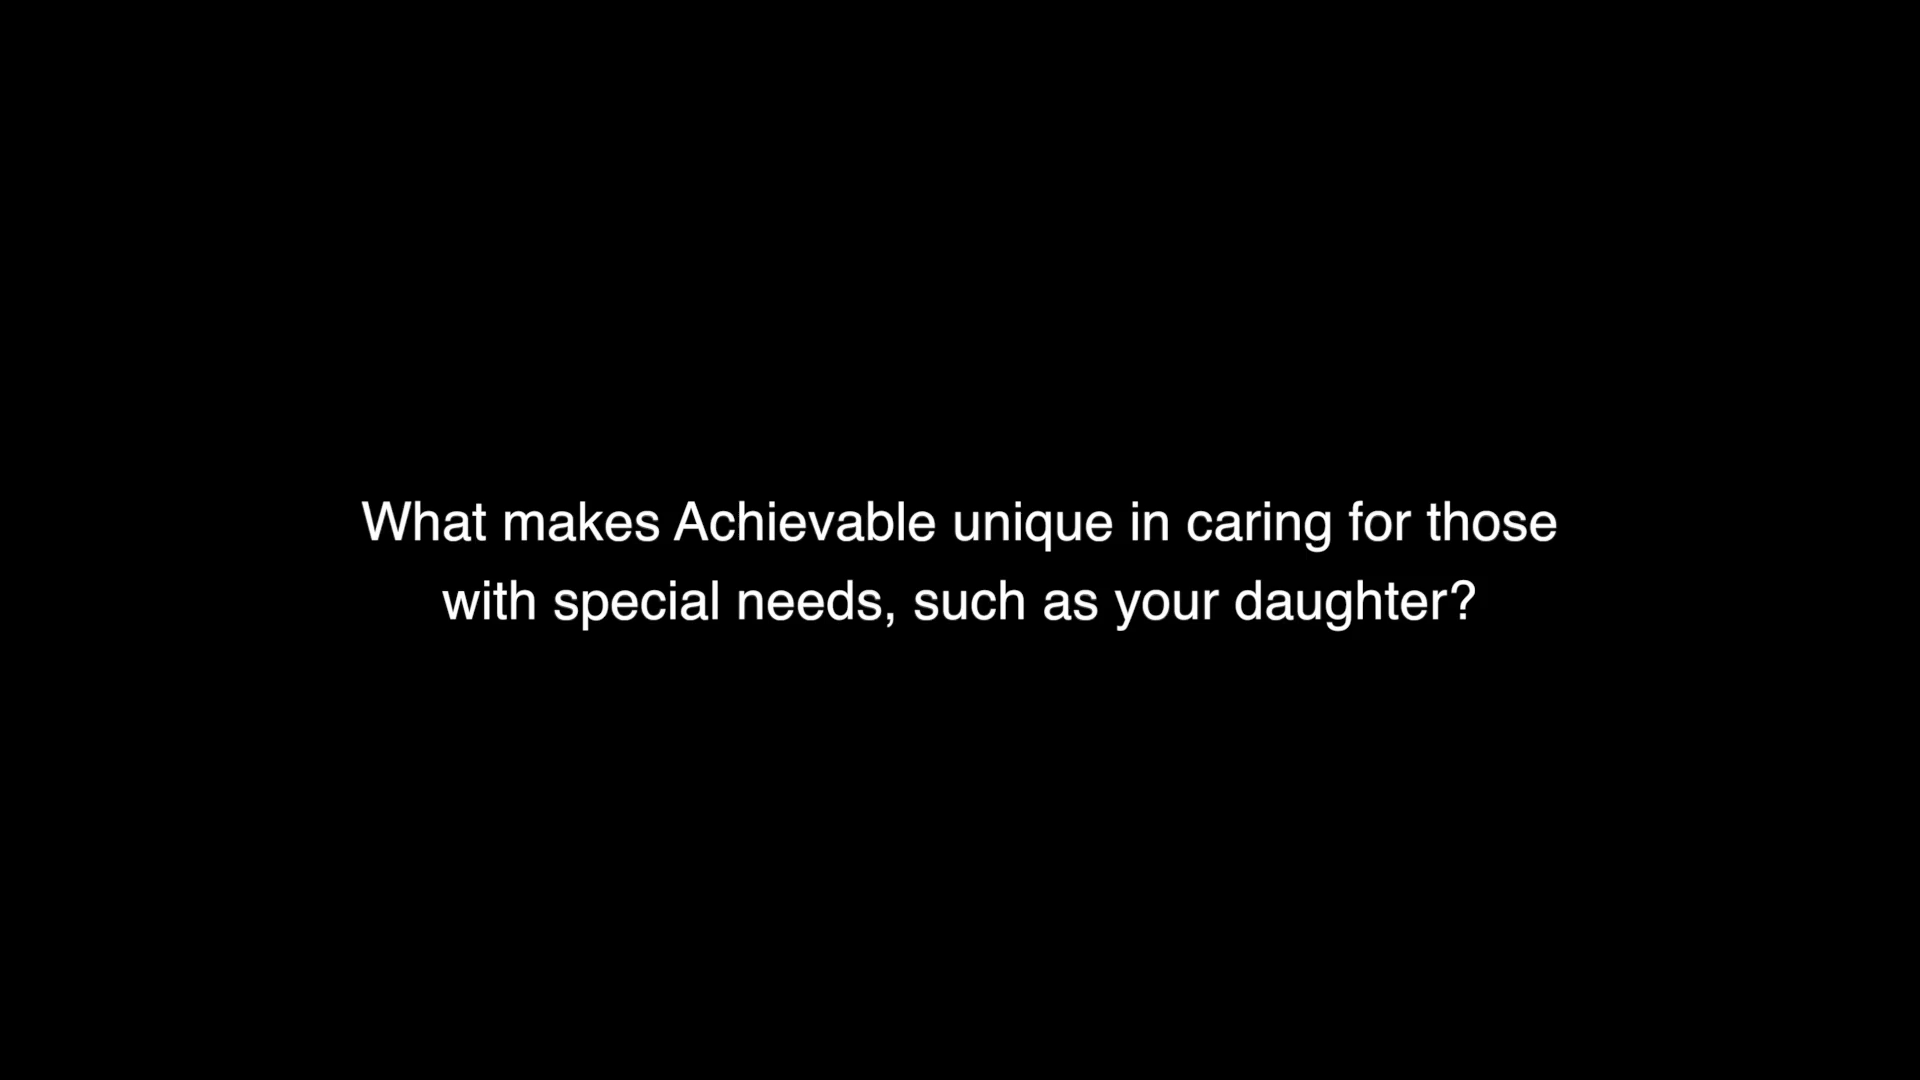 What makes Achievable unique in caring for those
with special needs, such as your daughter?